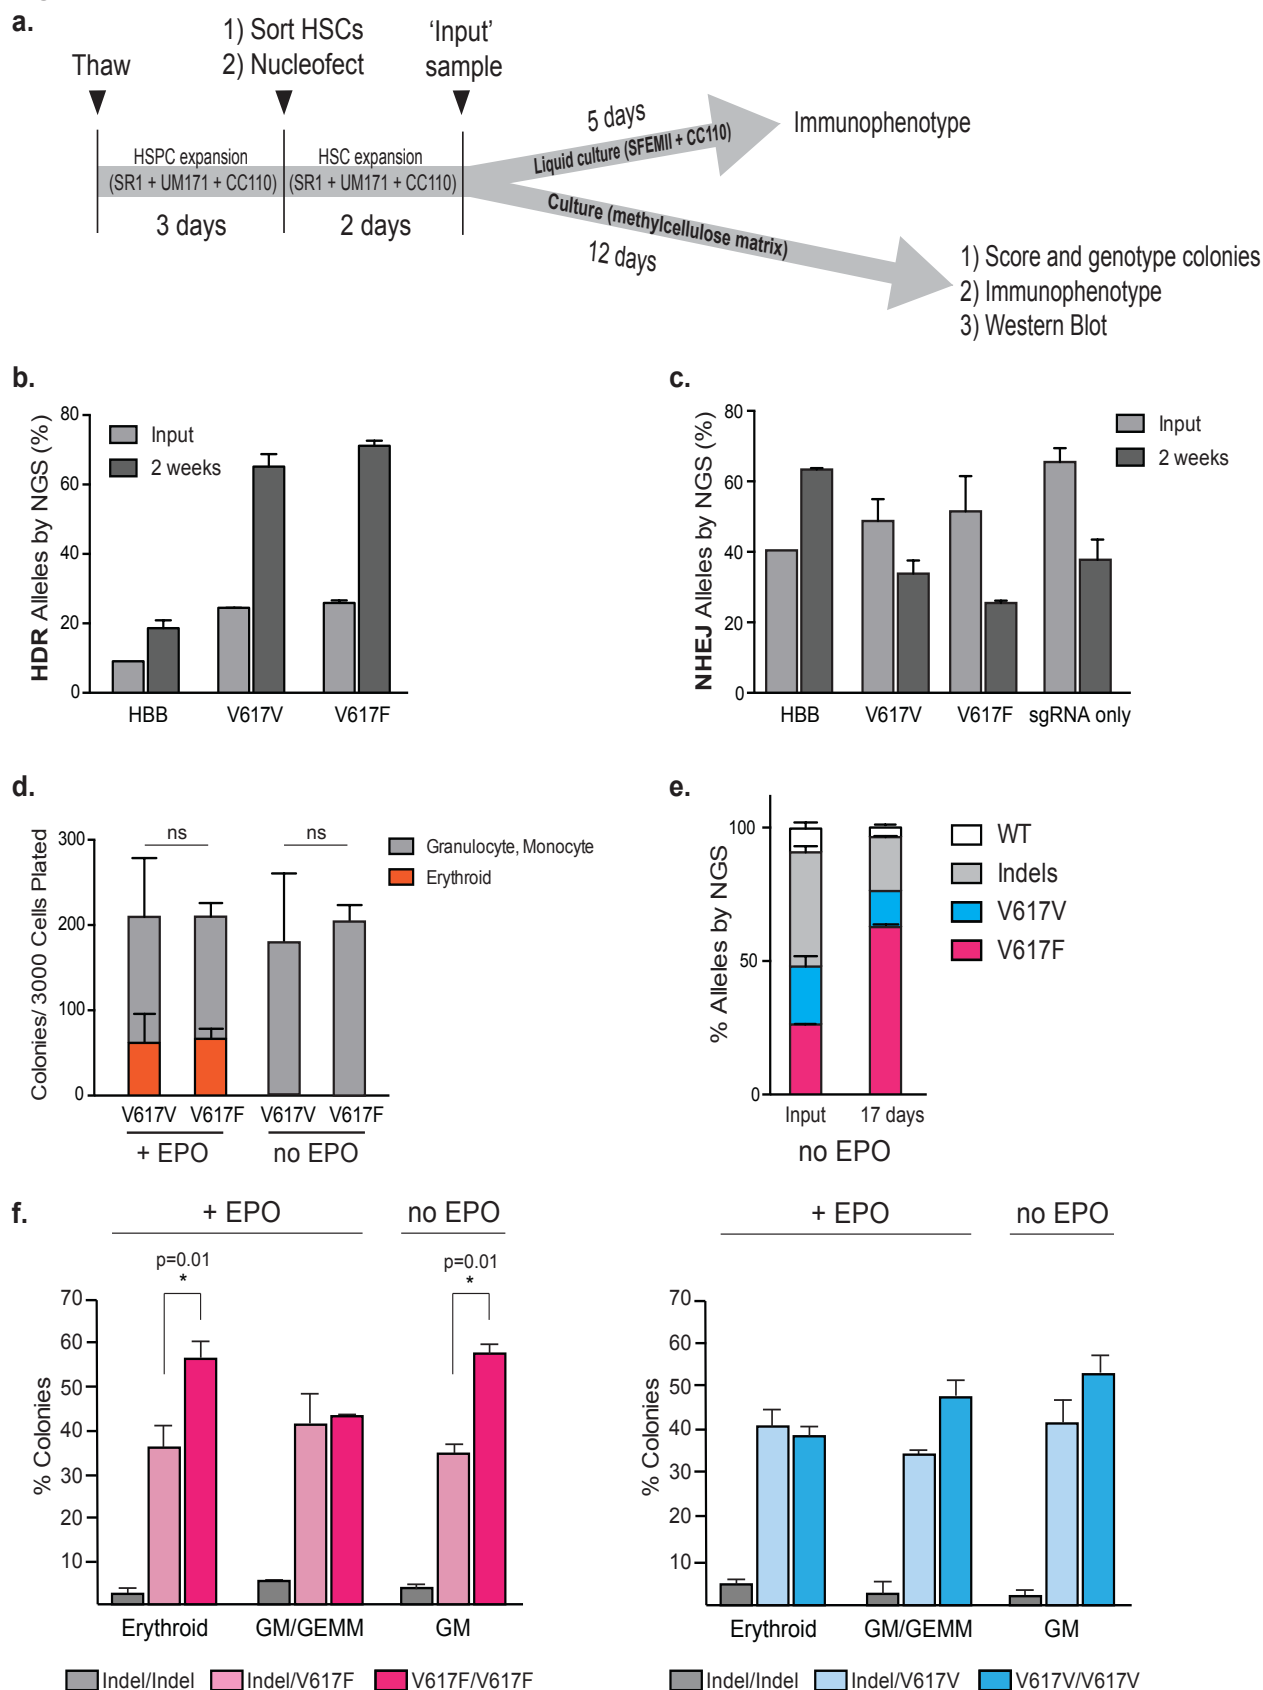 a.
Thaw
1) Sort HSCs
2) Nucleofect
‘Input’
sample
HSPC expansion
(SR1 + UM171 + CC110)
3 days
HSC expansion
(SR1 + UM171 + CC110)
2 days
5 days
Liquid culture (SFEMII + CC110)
Immunophenotype
Culture (methylcellulose matrix)
12 days
1) Score and genotype colonies
2) Immunophenotype
3) Western Blot
b.
HDR Alleles by NGS (%)
80
60
40
20
0
Input
2 weeks
HBB
V617V
V617F
c.
NHEJ Alleles by NGS (%)
80
60
40
20
0
Input
2 weeks
HBB
V617V
V617F
sgRNA only
d.
Colonies/ 3000 Cells Plated
300
200
100
0
ns
ns
Granulocyte, Monocyte
Erythroid
V617V
V617F
V617V
V617F
+ EPO
no EPO
e.
% Alleles by NGS
100
50
0
WT
Indels
V617V
V617F
Input
17 days
no EPO
f.
+ EPO
no EPO
p=0.01
*
p=0.01
*
% Colonies
70
60
50
40
30
20
10
Erythroid
GM/GEMM
GM
Indel/Indel
Indel/V617F
V617F/V617F
+ EPO
no EPO
% Colonies
70
60
50
40
30
20
10
Erythroid
GM/GEMM
GM
Indel/Indel
Indel/V617V
V617V/V617V